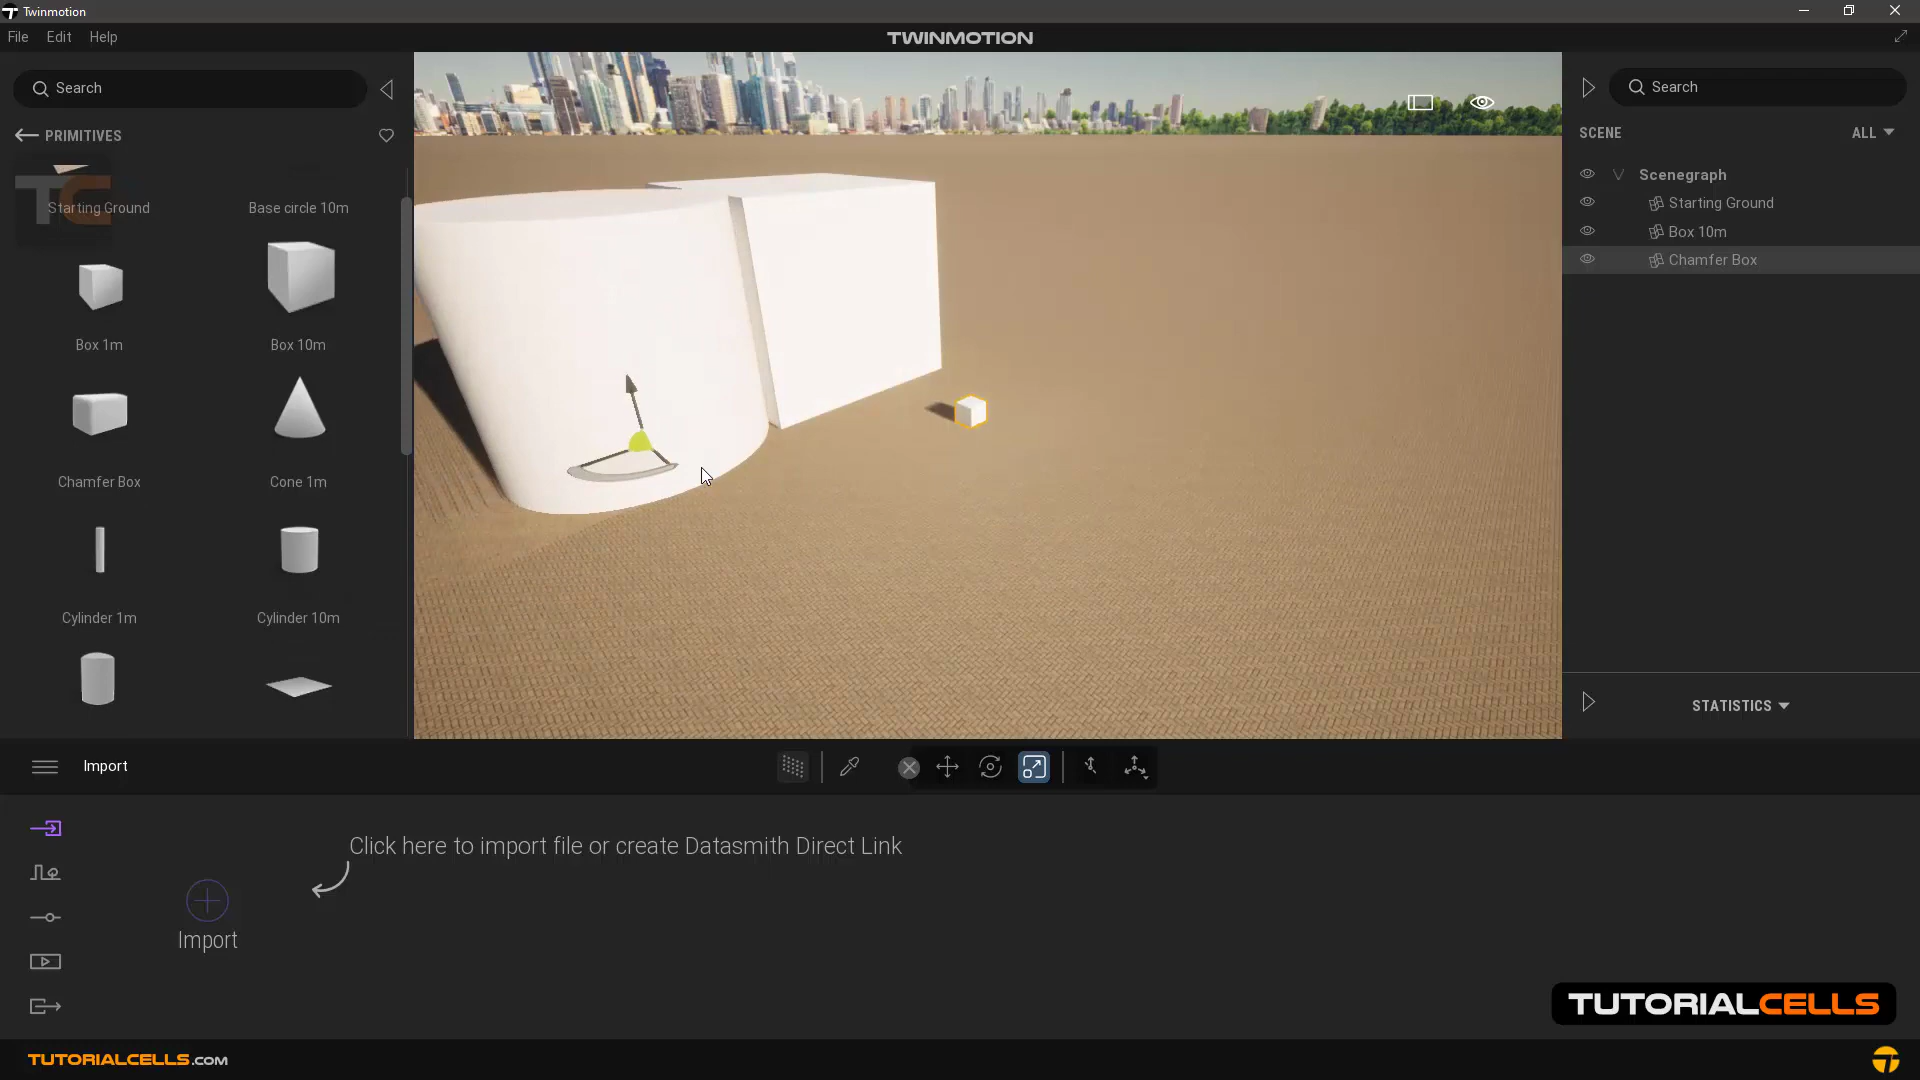 Twinmotion
File Edit Help
TWINMOTION
Search
PRIMITIVES
TC
Starting Ground
Base circle 10m
Box 1m
Box 10m
Chamfer Box
Cone 1m
Cylinder 1m
Cylinder 10m
Search
SCENE
ALL
Scenegraph
Starting Ground
Box 10m
Chamfer Box
STATISTICS
Import
Click here to import file or create Datasmith Direct Link
Import
TUTORIALCELLS
TUTORIALCELLS.COM